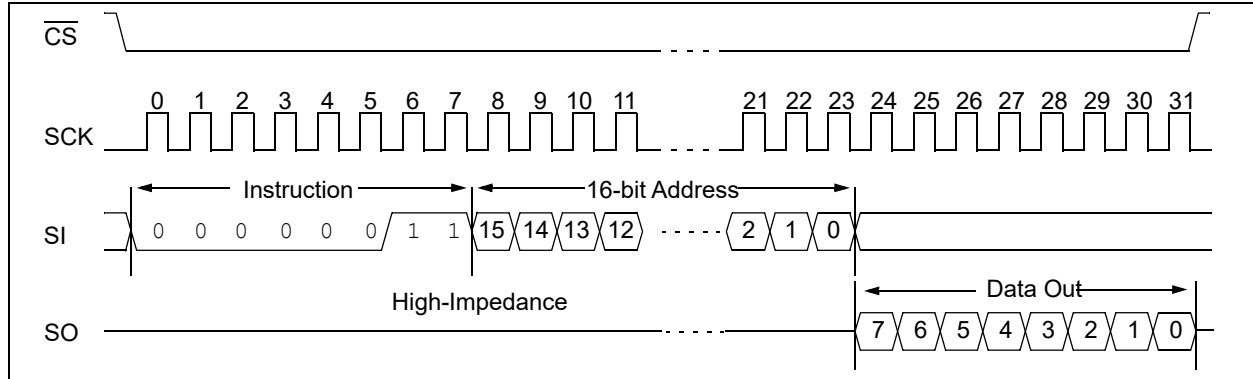 CS
0 1 2 3 4 5 6 7 8 9 10 11 21 22 23 24 25 26 27 28 29 30 31
SCK
Instruction 16-bit Address
SI 0 0 0 0 0 0 1 1 15 14 13 12 2 1 0
High-Impedance Data Out
SO 7 6 5 4 3 2 1 0